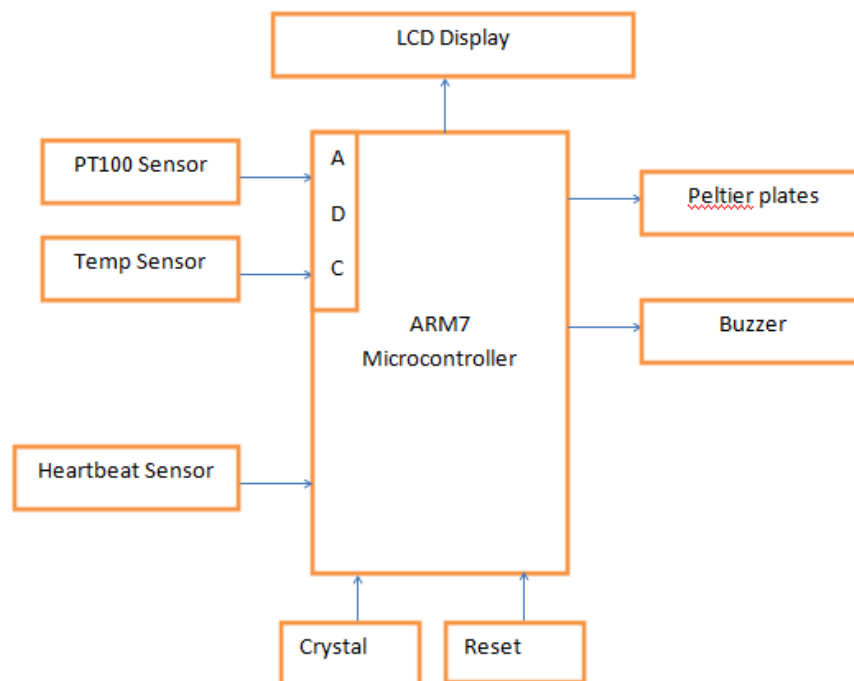 LCD Display
PT100 Sensor
A
D
C
Temp Sensor
Peltier plates
ARM7
Microcontroller
Buzzer
Heartbeat Sensor
Crystal
Reset